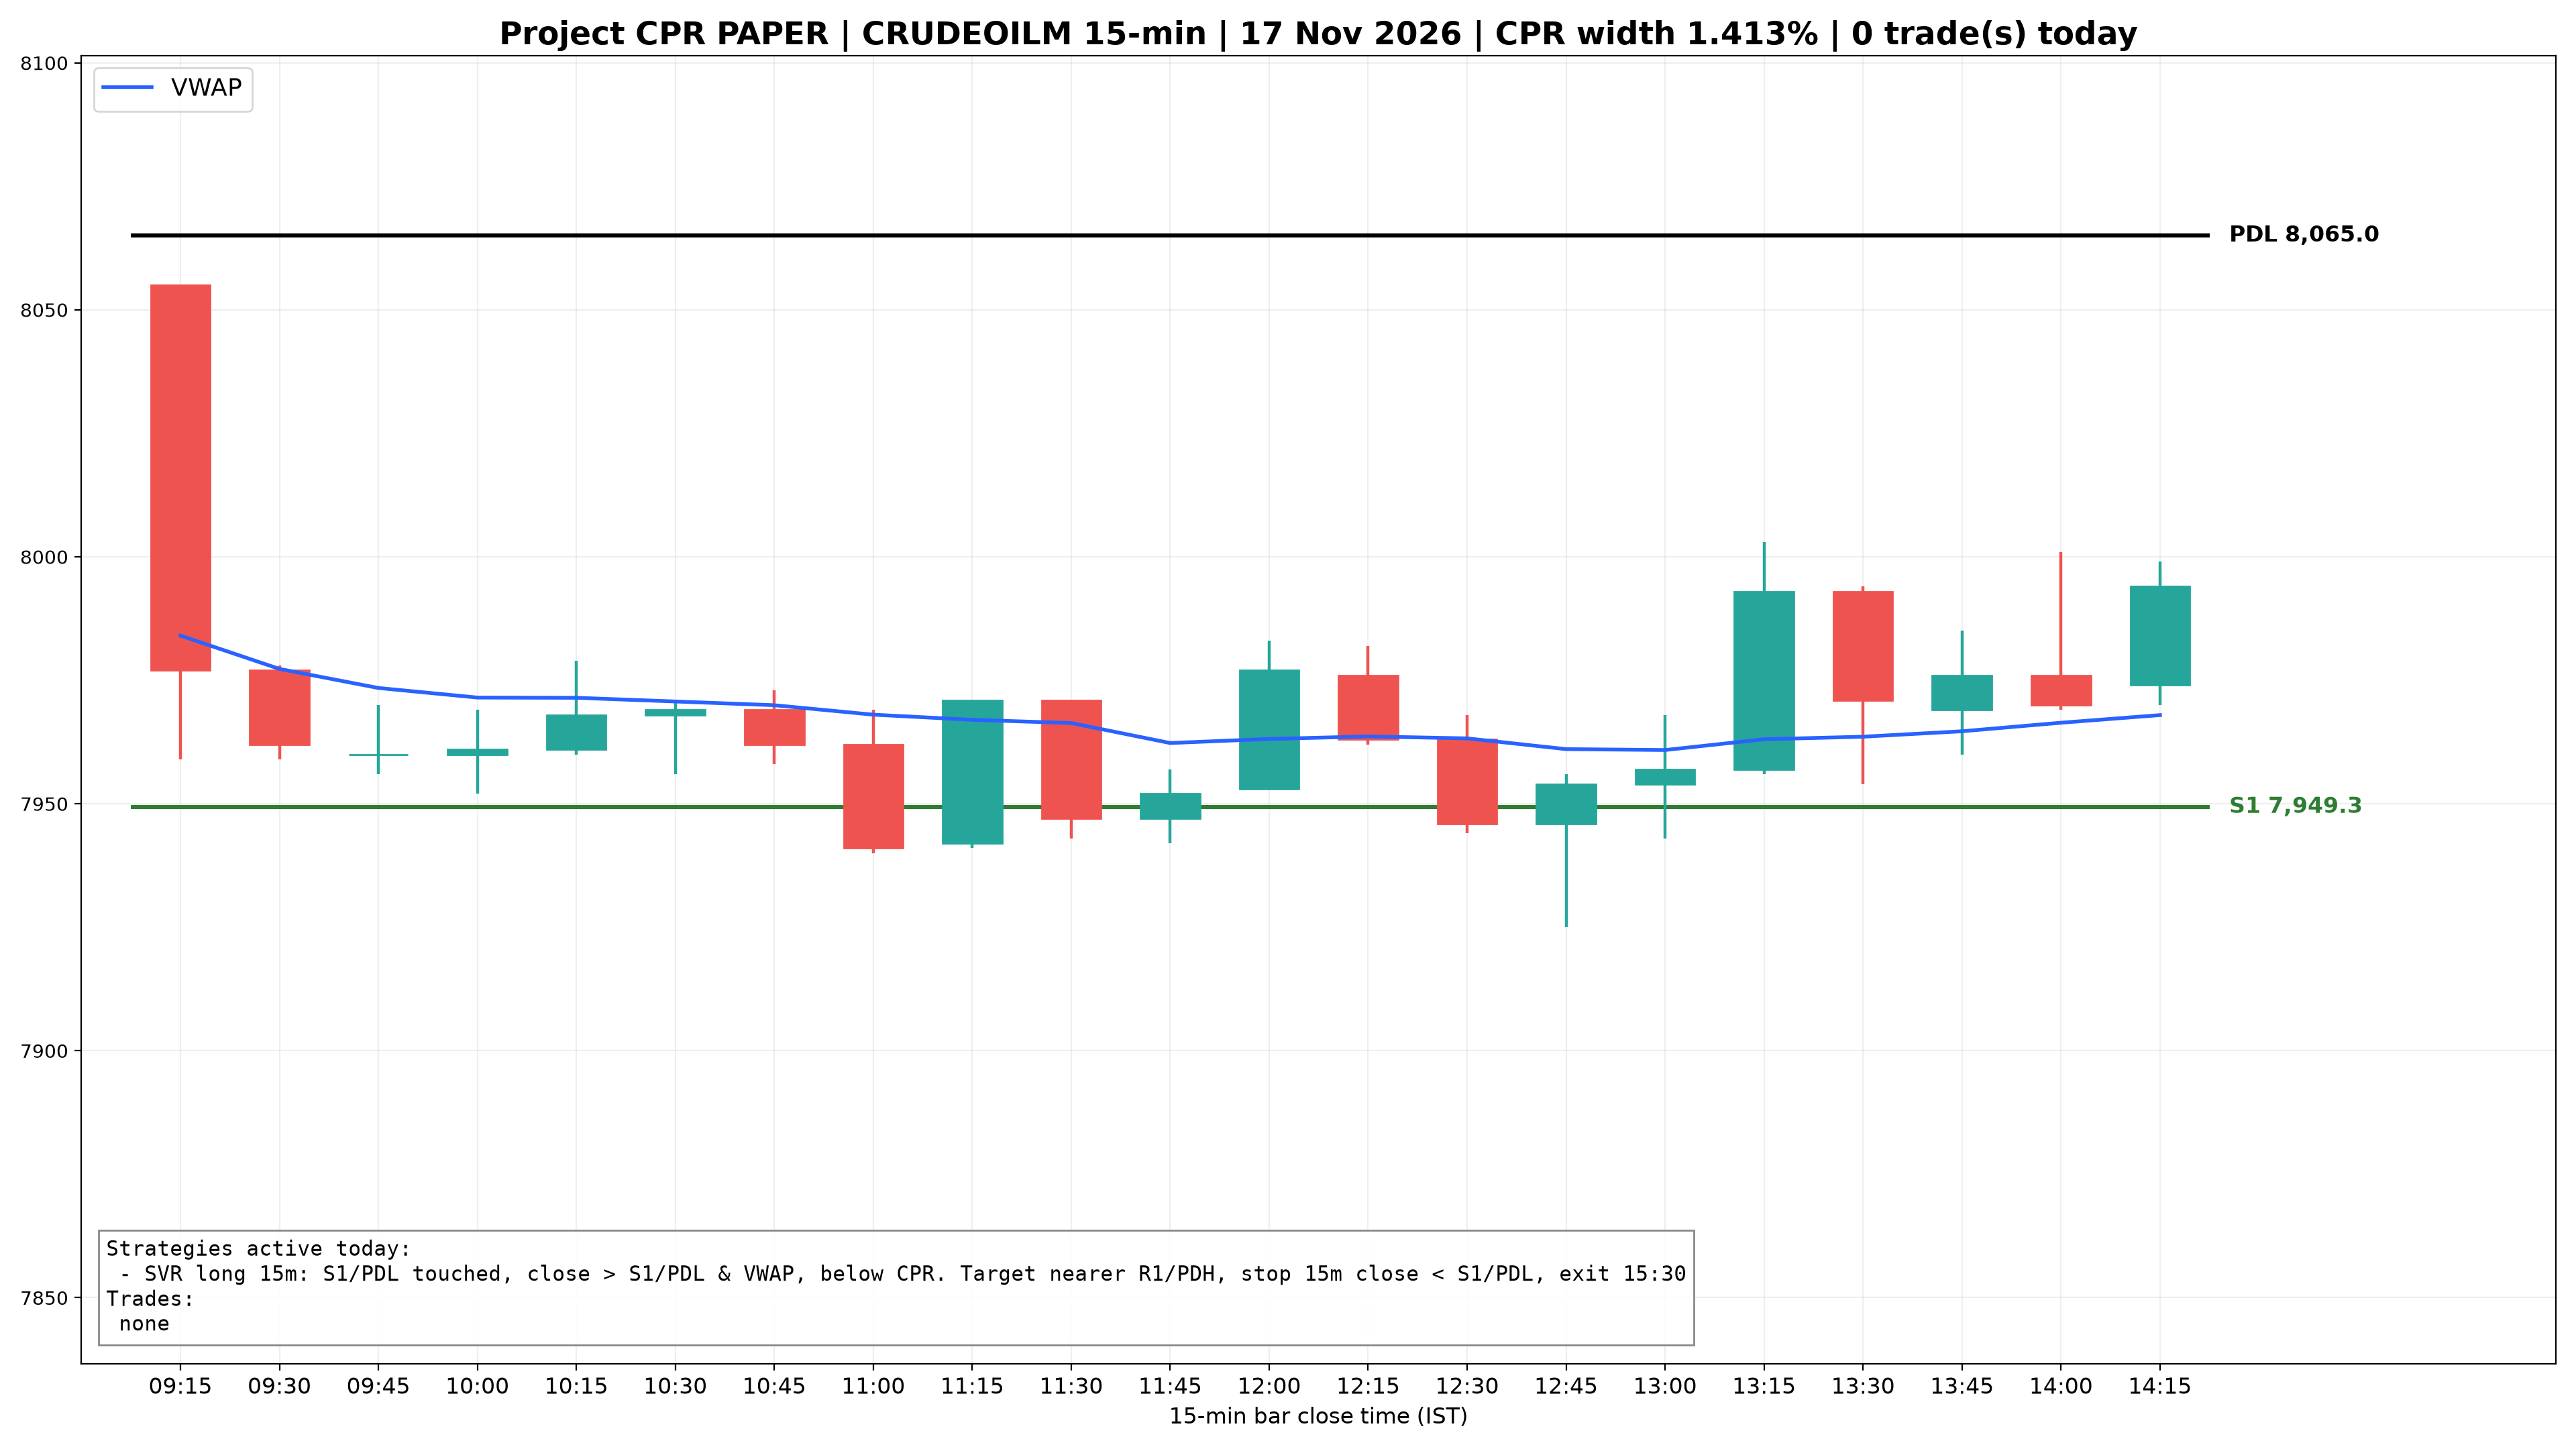 Project CPR PAPER | CRUDEOILM 15-min | 17 Nov 2026 | CPR width 1.413% | 0 trade(s) today
8100
VWAP
PDL 8,065.0
8050
8000
7950
S1 7,949.3
7900
7850
Strategies active today:
- SVR long 15m: S1/PDL touched, close > S1/PDL & VWAP, below CPR. Target nearer R1/PDH, stop 15m close < S1/PDL, exit 15:30
Trades:
none
09:15 09:30 09:45 10:00 10:15 10:30 10:45 11:00 11:15 11:30 11:45 12:00 12:15 12:30 12:45 13:00 13:15 13:30 13:45 14:00 14:15
15-min bar close time (IST)